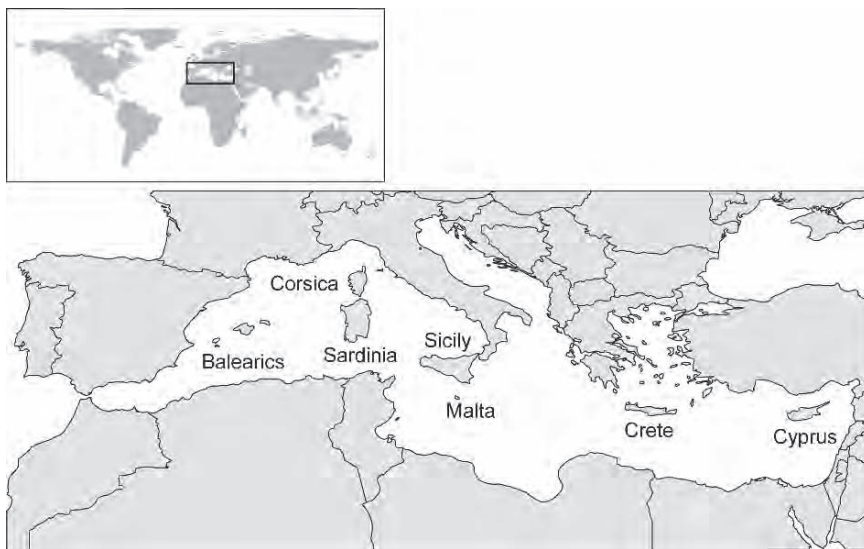 Corsica
Balearics
Sardinia
Sicily
Malta
Crete
Cyprus